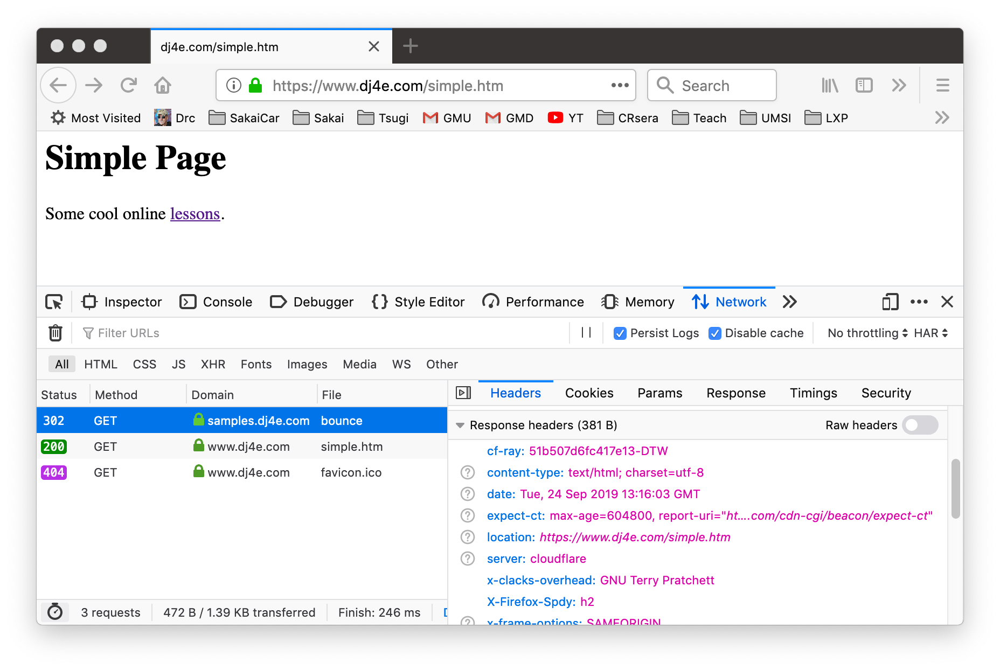 dj4e.com/simple.htm
https://www.dj4e.com/simple.htm
Search
Most Visited Drc SakaiCar Sakai Tsugi GMU GMD YT CRsera Teach UMSI LXP
Simple Page
Some cool online lessons.
Inspector Console Debugger {} Style Editor Performance Memory Network
Filter URLs Persist Logs Disable cache No throttling HAR
All HTML CSS JS XHR Fonts Images Media WS Other
Status Method Domain File
302 GET samples.dj4e.com bounce
200 GET www.dj4e.com simple.htm
404 GET www.dj4e.com favicon.ico
3 requests 472 B / 1.39 KB transferred Finish: 246 ms
Headers Cookies Params Response Timings Security
Response headers (381 B) Raw headers
cf-ray: 51b507d6fc417e13-DTW
content-type: text/html; charset=utf-8
date: Tue, 24 Sep 2019 13:16:03 GMT
expect-ct: max-age=604800, report-uri="ht….com/cdn-cgi/beacon/expect-ct"
location: https://www.dj4e.com/simple.htm
server: cloudflare
x-clacks-overhead: GNU Terry Pratchett
X-Firefox-Spdy: h2
x-frame-options: SAMEORIGIN